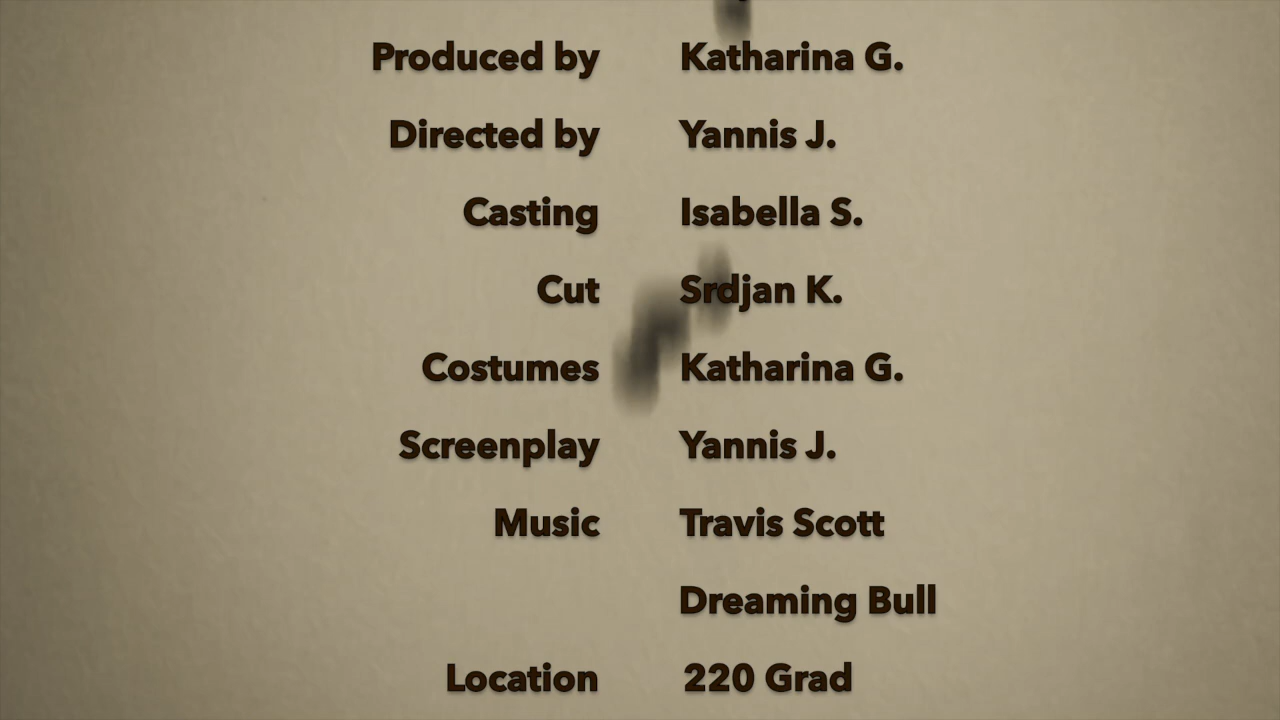 Produced by Katharina G.
Directed by Yannis J.
Casting Isabella S.
Cut Srdjan K.
Costumes Katharina G.
Screenplay Yannis J.
Music Travis Scott
Dreaming Bull
Location 220 Grad